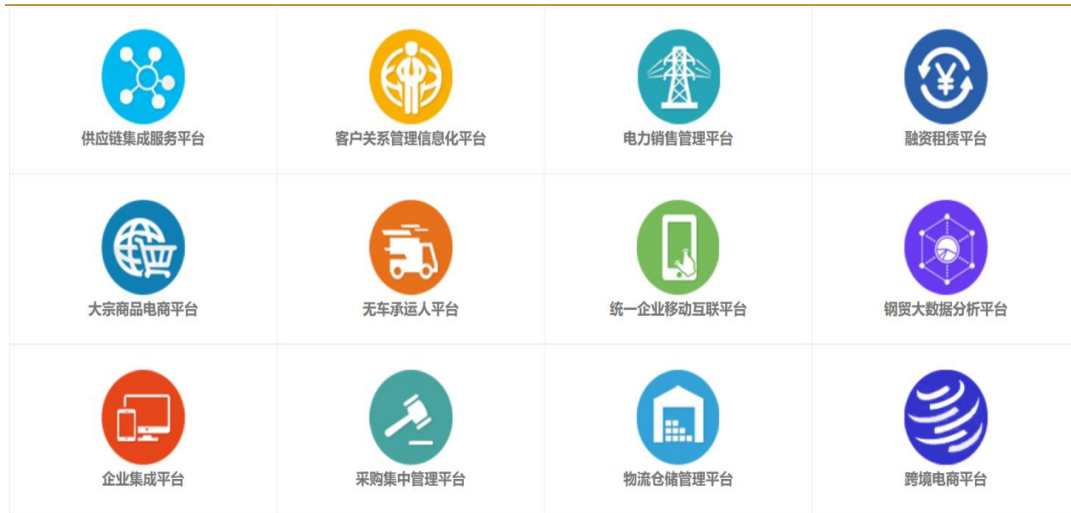 供应链集成服务平台
客户关系管理信息化平台
电力销售管理平台
¥
融资租赁平台
大宗商品电商平台
无车承运人平台
统一企业移动互联平台
钢贸大数据分析平台
企业集成平台
采购集中管理平台
物流仓储管理平台
跨境电商平台